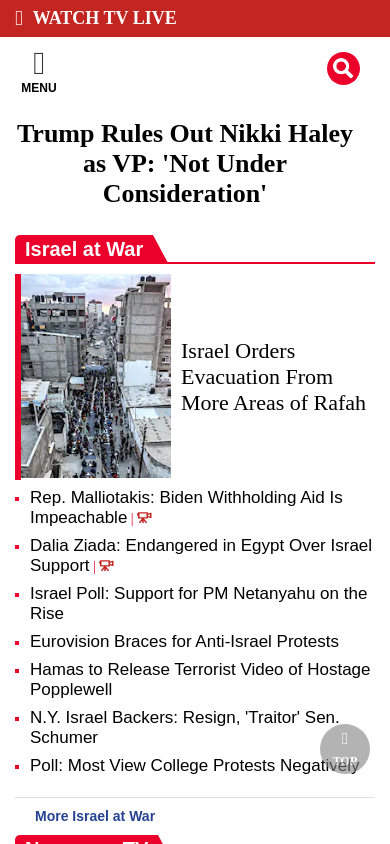 WATCH TV LIVE
MENU
Trump Rules Out Nikki Haley
as VP: 'Not Under
Consideration'
Israel at War
Israel Orders
Evacuation From
More Areas of Rafah
Rep. Malliotakis: Biden Withholding Aid Is
Impeachable |
Dalia Ziada: Endangered in Egypt Over Israel
Support |
Israel Poll: Support for PM Netanyahu on the
Rise
Eurovision Braces for Anti-Israel Protests
Hamas to Release Terrorist Video of Hostage
Popplewell
N.Y. Israel Backers: Resign, 'Traitor' Sen.
Schumer
TOP
Poll: Most View College Protests Negatively
More Israel at War